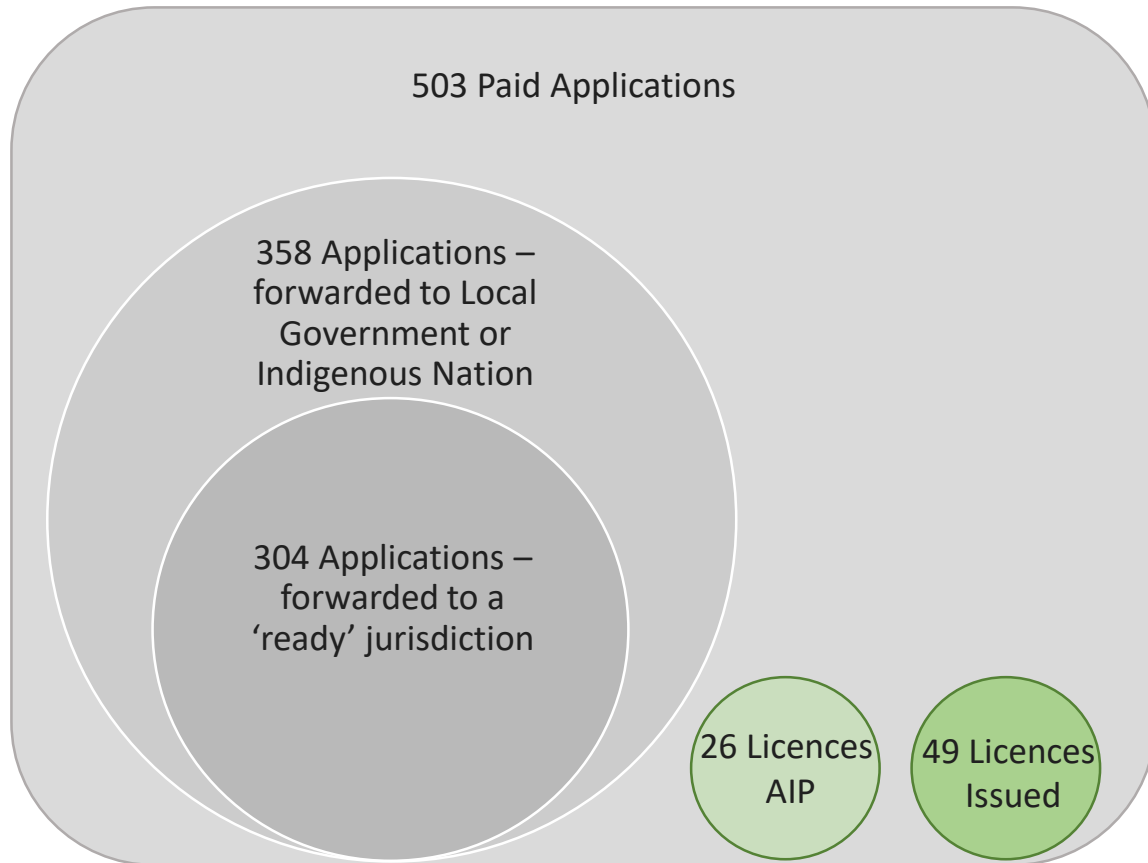 503 Paid Applications
358 Applications –
forwarded to Local
Government or
Indigenous Nation
304 Applications –
forwarded to a
‘ready’ jurisdiction
26 Licences
AIP
49 Licences
Issued